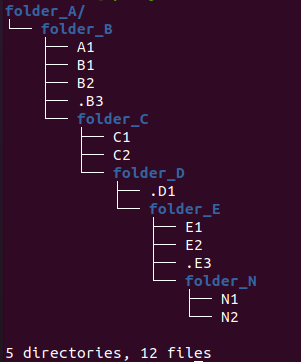 folder_A/
└── folder_B
    ├── A1
    ├── B1
    ├── B2
    ├── .B3
    └── folder_C
        ├── C1
        ├── C2
        └── folder_D
            ├── .D1
            └── folder_E
                ├── E1
                ├── E2
                ├── .E3
                └── folder_N
                    ├── N1
                    └── N2
5 directories, 12 files